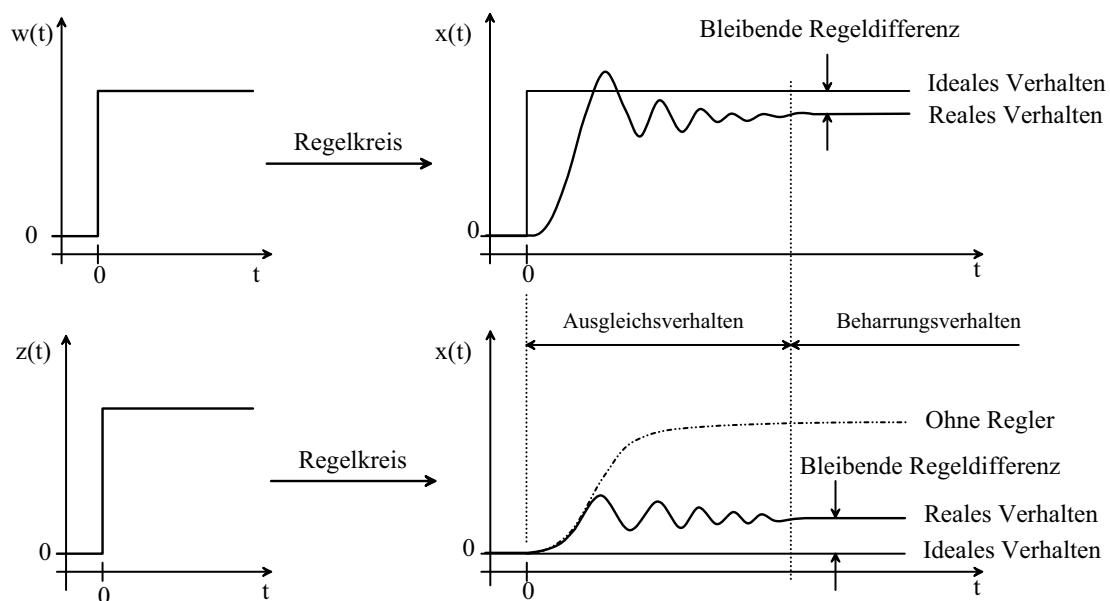 w(t)
0
0
t
Regelkreis
x(t)
Bleibende Regeldifferenz
Ideales Verhalten
Reales Verhalten
0
0
t
Ausgleichsverhalten
Beharrungsverhalten
z(t)
0
0
t
Regelkreis
x(t)
Ohne Regler
Bleibende Regeldifferenz
Reales Verhalten
Ideales Verhalten
0
0
t